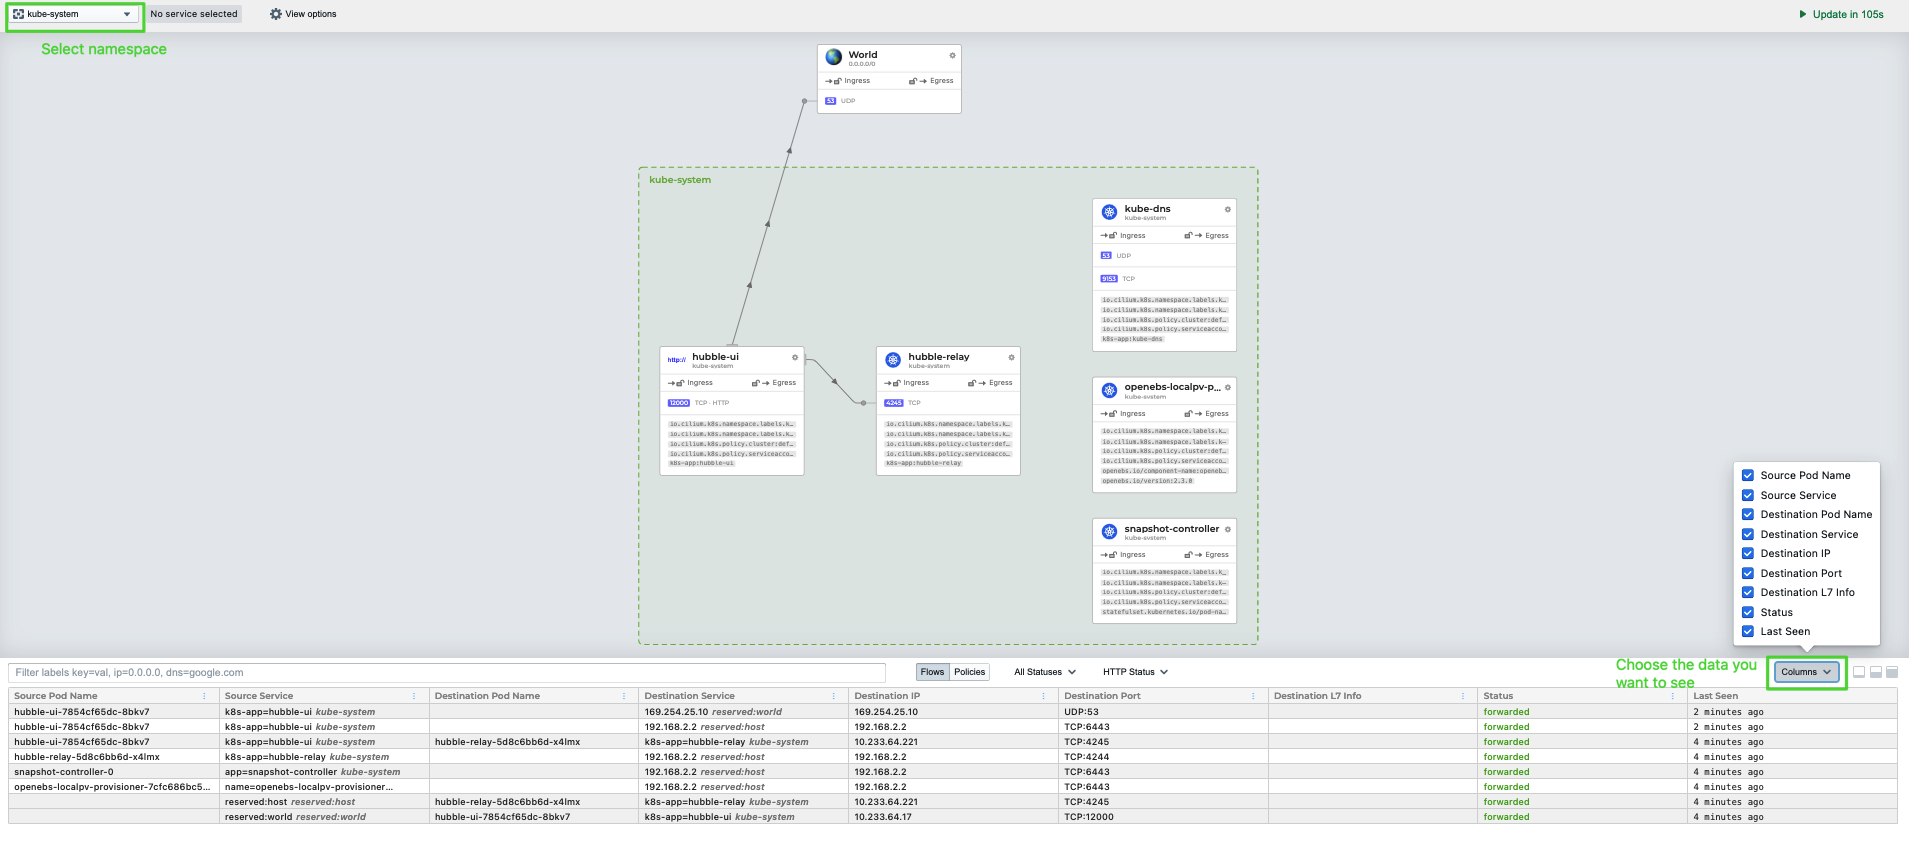 kube-system No service selected View options Update in 105s
Select namespace
World
0.0.0.0/0
Ingress Egress
53 UDP
kube-system
kube-dns
kube-system
Ingress Egress
53 UDP
9153 TCP
io.cilium.k8s.namespace.labels.k…
io.cilium.k8s.namespace.labels.k…
io.cilium.k8s.policy.cluster:def…
io.cilium.k8s.policy.serviceacco…
k8s-app:kube-dns
http:// hubble-ui
kube-system
Ingress Egress
12000 TCP · HTTP
io.cilium.k8s.namespace.labels.k…
io.cilium.k8s.namespace.labels.k…
io.cilium.k8s.policy.cluster:def…
io.cilium.k8s.policy.serviceacco…
k8s-app:hubble-ui
hubble-relay
kube-system
Ingress Egress
4245 TCP
io.cilium.k8s.namespace.labels.k…
io.cilium.k8s.namespace.labels.k…
io.cilium.k8s.policy.cluster:def…
io.cilium.k8s.policy.serviceacco…
k8s-app:hubble-relay
openebs-localpv-p...
kube-system
Ingress Egress
io.cilium.k8s.namespace.labels.k…
io.cilium.k8s.namespace.labels.k…
io.cilium.k8s.policy.cluster:def…
io.cilium.k8s.policy.serviceacco…
openebs.io/component-name:openeb…
openebs.io/version:2.3.0
snapshot-controller
kube-system
Ingress Egress
io.cilium.k8s.namespace.labels.k…
io.cilium.k8s.namespace.labels.k…
io.cilium.k8s.policy.cluster:def…
io.cilium.k8s.policy.serviceacco…
statefulset.kubernetes.io/pod-na…
Source Pod Name
Source Service
Destination Pod Name
Destination Service
Destination IP
Destination Port
Destination L7 Info
Status
Last Seen
Filter labels key=val, ip=0.0.0.0, dns=google.com Flows Policies All Statuses HTTP Status
Choose the data you
want to see
Columns
Source Pod Name Source Service Destination Pod Name Destination Service Destination IP Destination Port Destination L7 Info Status Last Seen
hubble-ui-7854cf65dc-8bkv7 k8s-app=hubble-ui kube-system 169.254.25.10 reserved:world 169.254.25.10 UDP:53 forwarded 2 minutes ago
hubble-ui-7854cf65dc-8bkv7 k8s-app=hubble-ui kube-system 192.168.2.2 reserved:host 192.168.2.2 TCP:6443 forwarded 2 minutes ago
hubble-ui-7854cf65dc-8bkv7 k8s-app=hubble-ui kube-system hubble-relay-5d8c6bb6d-x4lmx k8s-app=hubble-relay kube-system 10.233.64.221 TCP:4245 forwarded 4 minutes ago
hubble-relay-5d8c6bb6d-x4lmx k8s-app=hubble-relay kube-system 192.168.2.2 reserved:host 192.168.2.2 TCP:4244 forwarded 4 minutes ago
snapshot-controller-0 app=snapshot-controller kube-system 192.168.2.2 reserved:host 192.168.2.2 TCP:6443 forwarded 4 minutes ago
openebs-localpv-provisioner-7cfc686bc5... name=openebs-localpv-provisioner... 192.168.2.2 reserved:host 192.168.2.2 TCP:6443 forwarded 4 minutes ago
reserved:host reserved:host hubble-relay-5d8c6bb6d-x4lmx k8s-app=hubble-relay kube-system 10.233.64.221 TCP:4245 forwarded 4 minutes ago
reserved:world reserved:world hubble-ui-7854cf65dc-8bkv7 k8s-app=hubble-ui kube-system 10.233.64.17 TCP:12000 forwarded 4 minutes ago